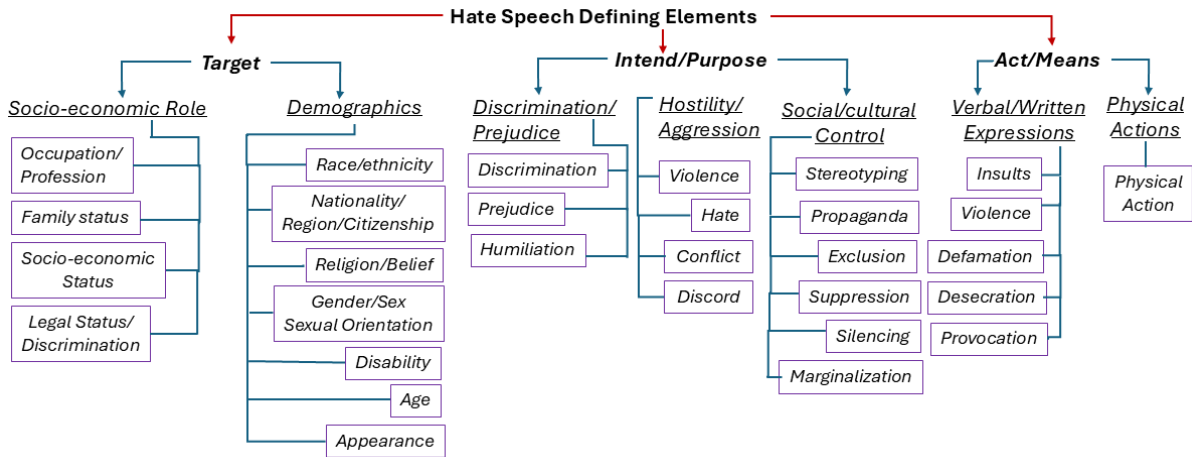 Hate Speech Defining Elements
Target
Intend/Purpose
Act/Means
Socio-economic Role
Demographics
Discrimination/
Prejudice
Hostility/
Aggression
Social/cultural
Control
Verbal/Written
Expressions
Physical
Actions
Occupation/
Profession
Family status
Socio-economic
Status
Legal Status/
Discrimination
Race/ethnicity
Nationality/
Region/Citizenship
Religion/Belief
Gender/Sex
Sexual Orientation
Disability
Age
Appearance
Discrimination
Prejudice
Humiliation
Violence
Hate
Conflict
Discord
Stereotyping
Propaganda
Exclusion
Suppression
Silencing
Marginalization
Insults
Violence
Defamation
Desecration
Provocation
Physical
Action